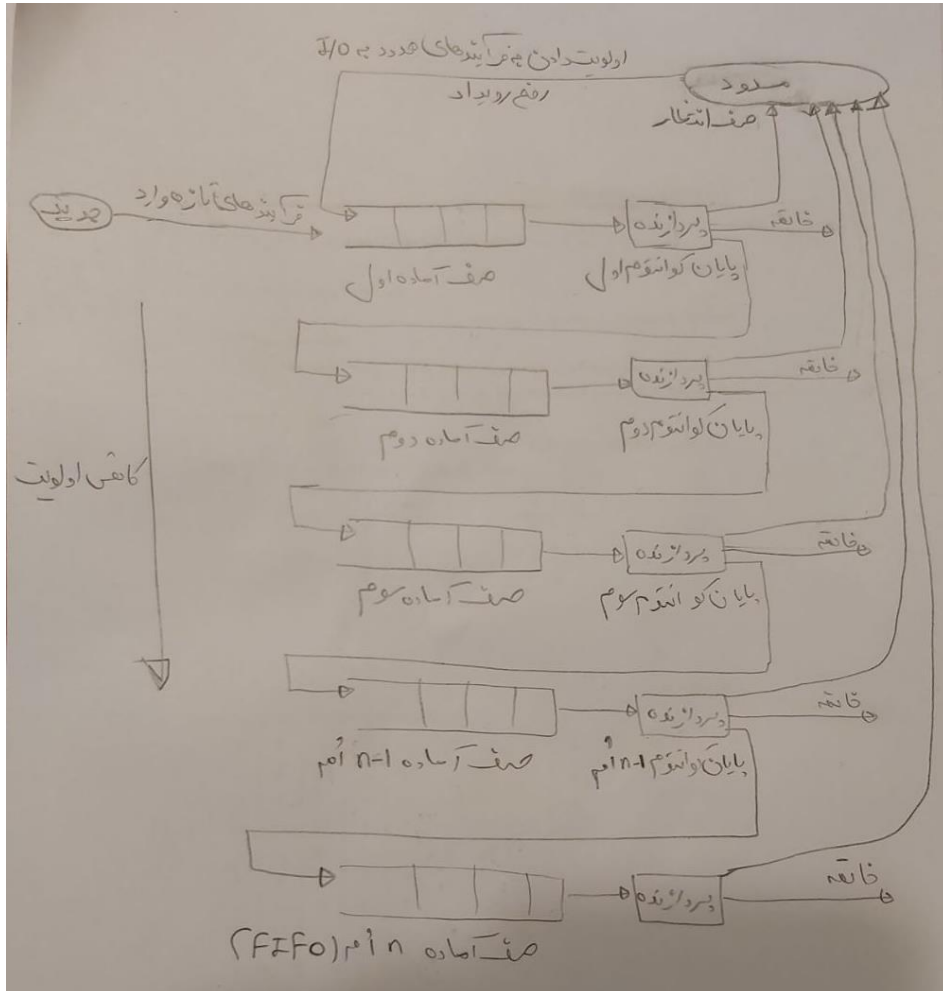 اولویت دادن به فرآیندهای محدود به I/O
رفع رویداد
مسدود
صف انتظار
جدید
فرآیندهای تازه وارد
پردازنده
خاتمه
صف آماده اول
پایان کوانتوم اول
پردازنده
خاتمه
صف آماده دوم
پایان کوانتوم دوم
کاهش اولویت
پردازنده
خاتمه
صف آماده سوم
پایان کوانتوم سوم
پردازنده
خاتمه
صف آماده n-1 اُم
پایان کوانتوم n-1 اُم
پردازنده
خاتمه
صف آماده n اُم (FIFO)